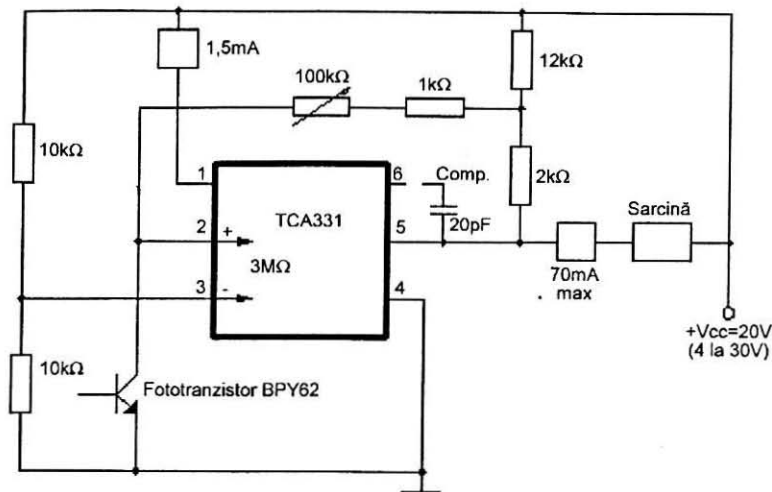 1,5mA
12kΩ
100kΩ
1kΩ
10kΩ
1
6
Comp.
2kΩ
TCA331
20pF
Sarcină
2
+
5
3MΩ
3
-
4
70mA
max
+Vcc=20V
(4 la 30V)
10kΩ
Fototranzistor BPY62